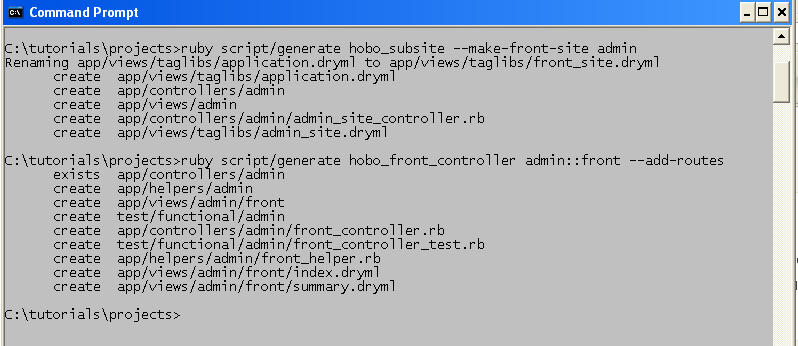 C:\ Command Prompt
C:\tutorials\projects>ruby script/generate hobo_subsite --make-front-site admin
Renaming app/views/taglibs/application.dryml to app/views/taglibs/front_site.dryml
      create  app/views/taglibs/application.dryml
      create  app/controllers/admin
      create  app/views/admin
      create  app/controllers/admin/admin_site_controller.rb
      create  app/views/taglibs/admin_site.dryml
C:\tutorials\projects>ruby script/generate hobo_front_controller admin::front --add-routes
      exists  app/controllers/admin
      create  app/helpers/admin
      create  app/views/admin/front
      create  test/functional/admin
      create  app/controllers/admin/front_controller.rb
      create  test/functional/admin/front_controller_test.rb
      create  app/helpers/admin/front_helper.rb
      create  app/views/admin/front/index.dryml
      create  app/views/admin/front/summary.dryml
C:\tutorials\projects>